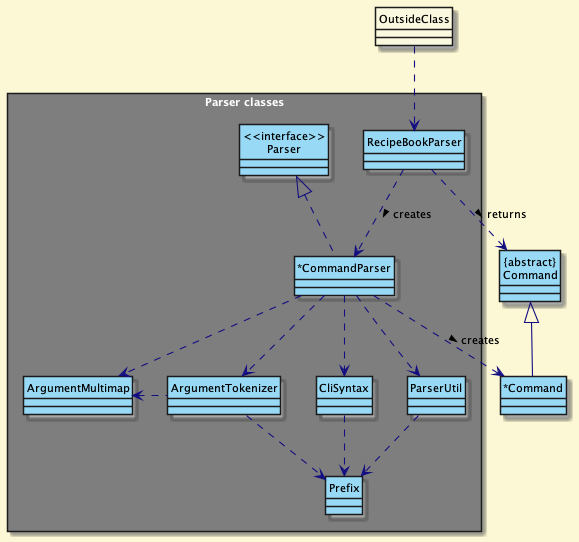 OutsideClass
Parser classes
<<interface>>
Parser
RecipeBookParser
creates
returns
*CommandParser
{abstract}
Command
creates
ArgumentMultimap
ArgumentTokenizer
CliSyntax
ParserUtil
*Command
Prefix